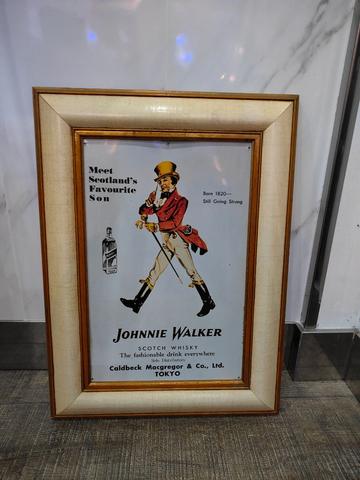 Meet
Scotland's
Favourite
Son
Born 1820—
Still Going Strong
JOHNNIE WALKER
SCOTCH WHISKY
The fashionable drink everywhere
Sole Distributors
Caldbeck Macgregor & Co., Ltd.
TOKYO